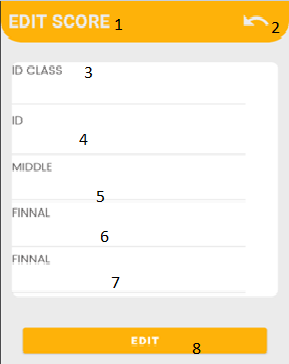 EDIT SCORE 1
2
ID CLASS 3
ID
4
MIDDLE
5
FINNAL
6
FINNAL
7
EDIT 8